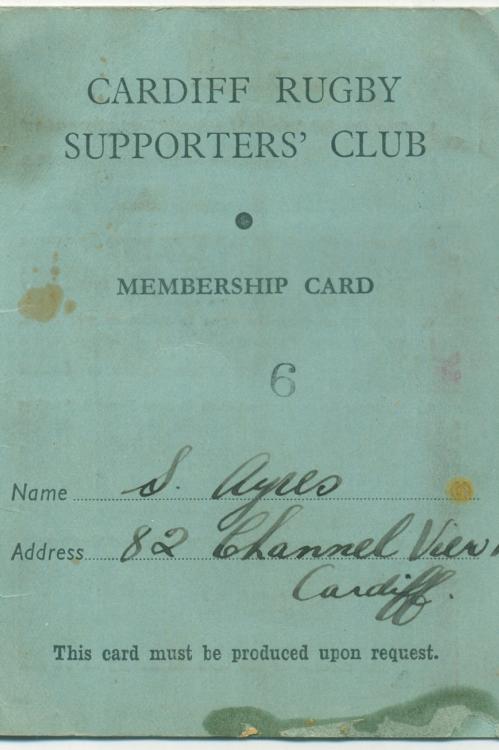 CARDIFF RUGBY
SUPPORTERS' CLUB
MEMBERSHIP CARD
6
Name S. Ayres
Address 82 Channel View
Cardiff.
This card must be produced upon request.